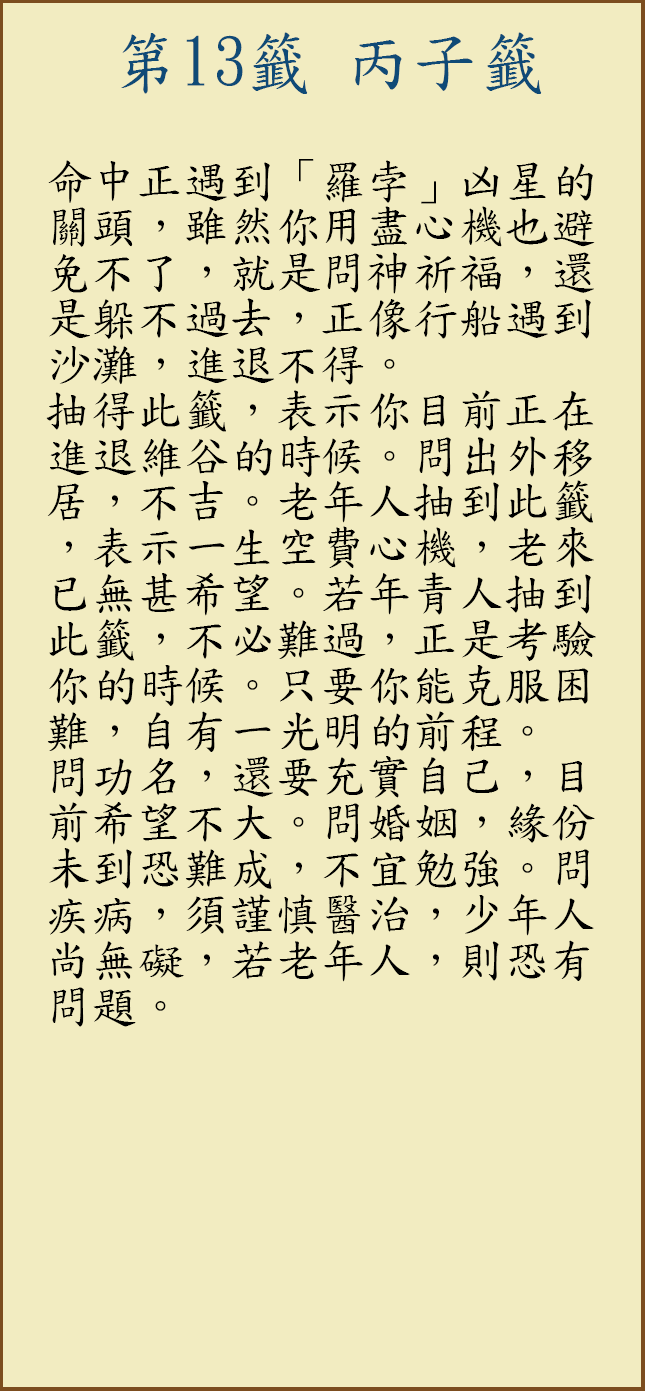 第13籤 丙子籤
命中正遇到「羅孛」凶星的
關頭，雖然你用盡心機也避
免不了，就是問神祈福，還
是躲不過去，正像行船遇到
沙灘，進退不得。
抽得此籤，表示你目前正在
進退維谷的時候。問出外移
居，不吉。老年人抽到此籤
，表示一生空費心機，老來
已無甚希望。若年青人抽到
此籤，不必難過，正是考驗
你的時候。只要你能克服困
難，自有一光明的前程。
問功名，還要充實自己，目
前希望不大。問婚姻，緣份
未到恐難成，不宜勉強。問
疾病，須謹慎醫治，少年人
尚無礙，若老年人，則恐有
問題。